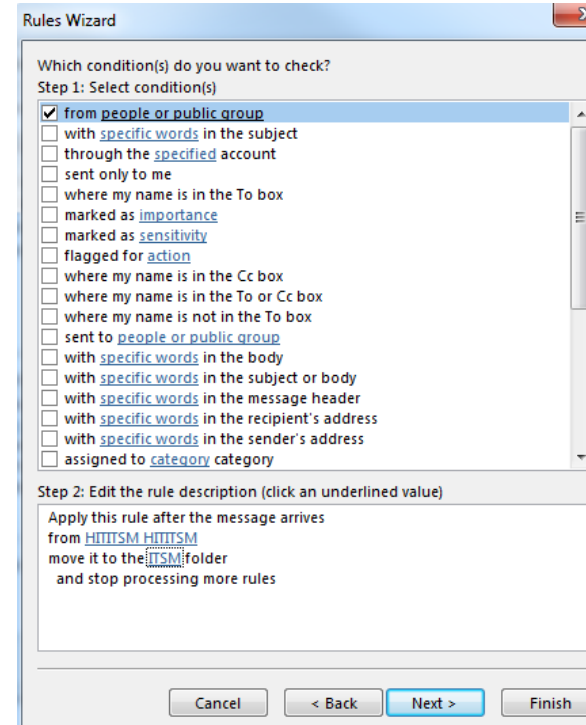 Rules Wizard
Which condition(s) do you want to check?
Step 1: Select condition(s)
from people or public group
with specific words in the subject
through the specified account
sent only to me
where my name is in the To box
marked as importance
marked as sensitivity
flagged for action
where my name is in the Cc box
where my name is in the To or Cc box
where my name is not in the To box
sent to people or public group
with specific words in the body
with specific words in the subject or body
with specific words in the message header
with specific words in the recipient's address
with specific words in the sender's address
assigned to category category
Step 2: Edit the rule description (click an underlined value)
Apply this rule after the message arrives
from HITITSM HITITSM
move it to the ITSM folder
and stop processing more rules
Cancel < Back Next > Finish